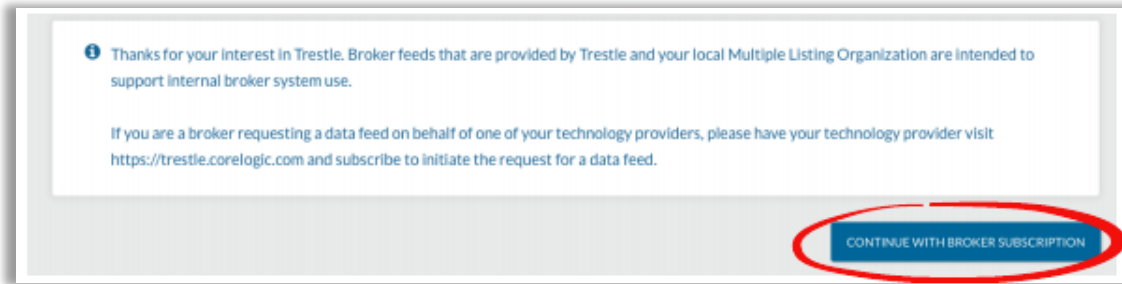 Thanks for your interest in Trestle. Broker feeds that are provided by Trestle and your local Multiple Listing Organization are intended to
support internal broker system use.
If you are a broker requesting a data feed on behalf of one of your technology providers, please have your technology provider visit
https://trestle.corelogic.com and subscribe to initiate the request for a data feed.
CONTINUE WITH BROKER SUBSCRIPTION